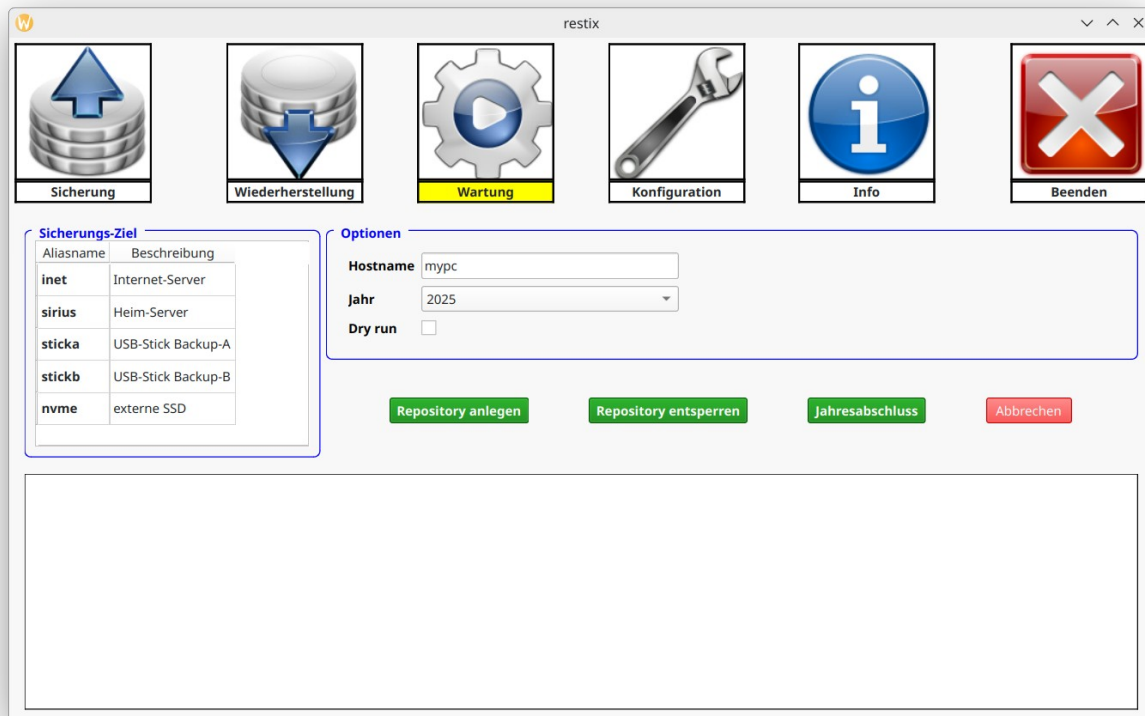 restix
Sicherung Wiederherstellung Wartung Konfiguration Info Beenden
Sicherungs-Ziel
Aliasname Beschreibung
inet Internet-Server
sirius Heim-Server
sticka USB-Stick Backup-A
stickb USB-Stick Backup-B
nvme externe SSD
Optionen
Hostname mypc
Jahr 2025
Dry run
Repository anlegen Repository entsperren Jahresabschluss Abbrechen